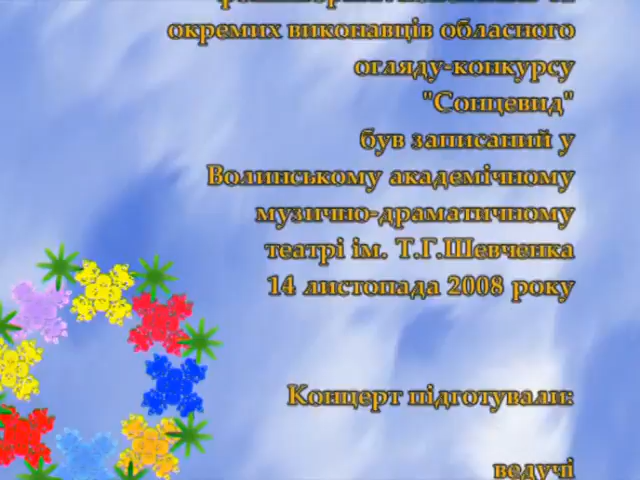 окремих виконавців обласного
огляду-конкурсу
"Сонцевид"
був записаний у
Волинському академічному
музично-драматичному
театрі ім. Т.Г.Шевченка
14 листопада 2008 року
Концерт підготували:
ведучі